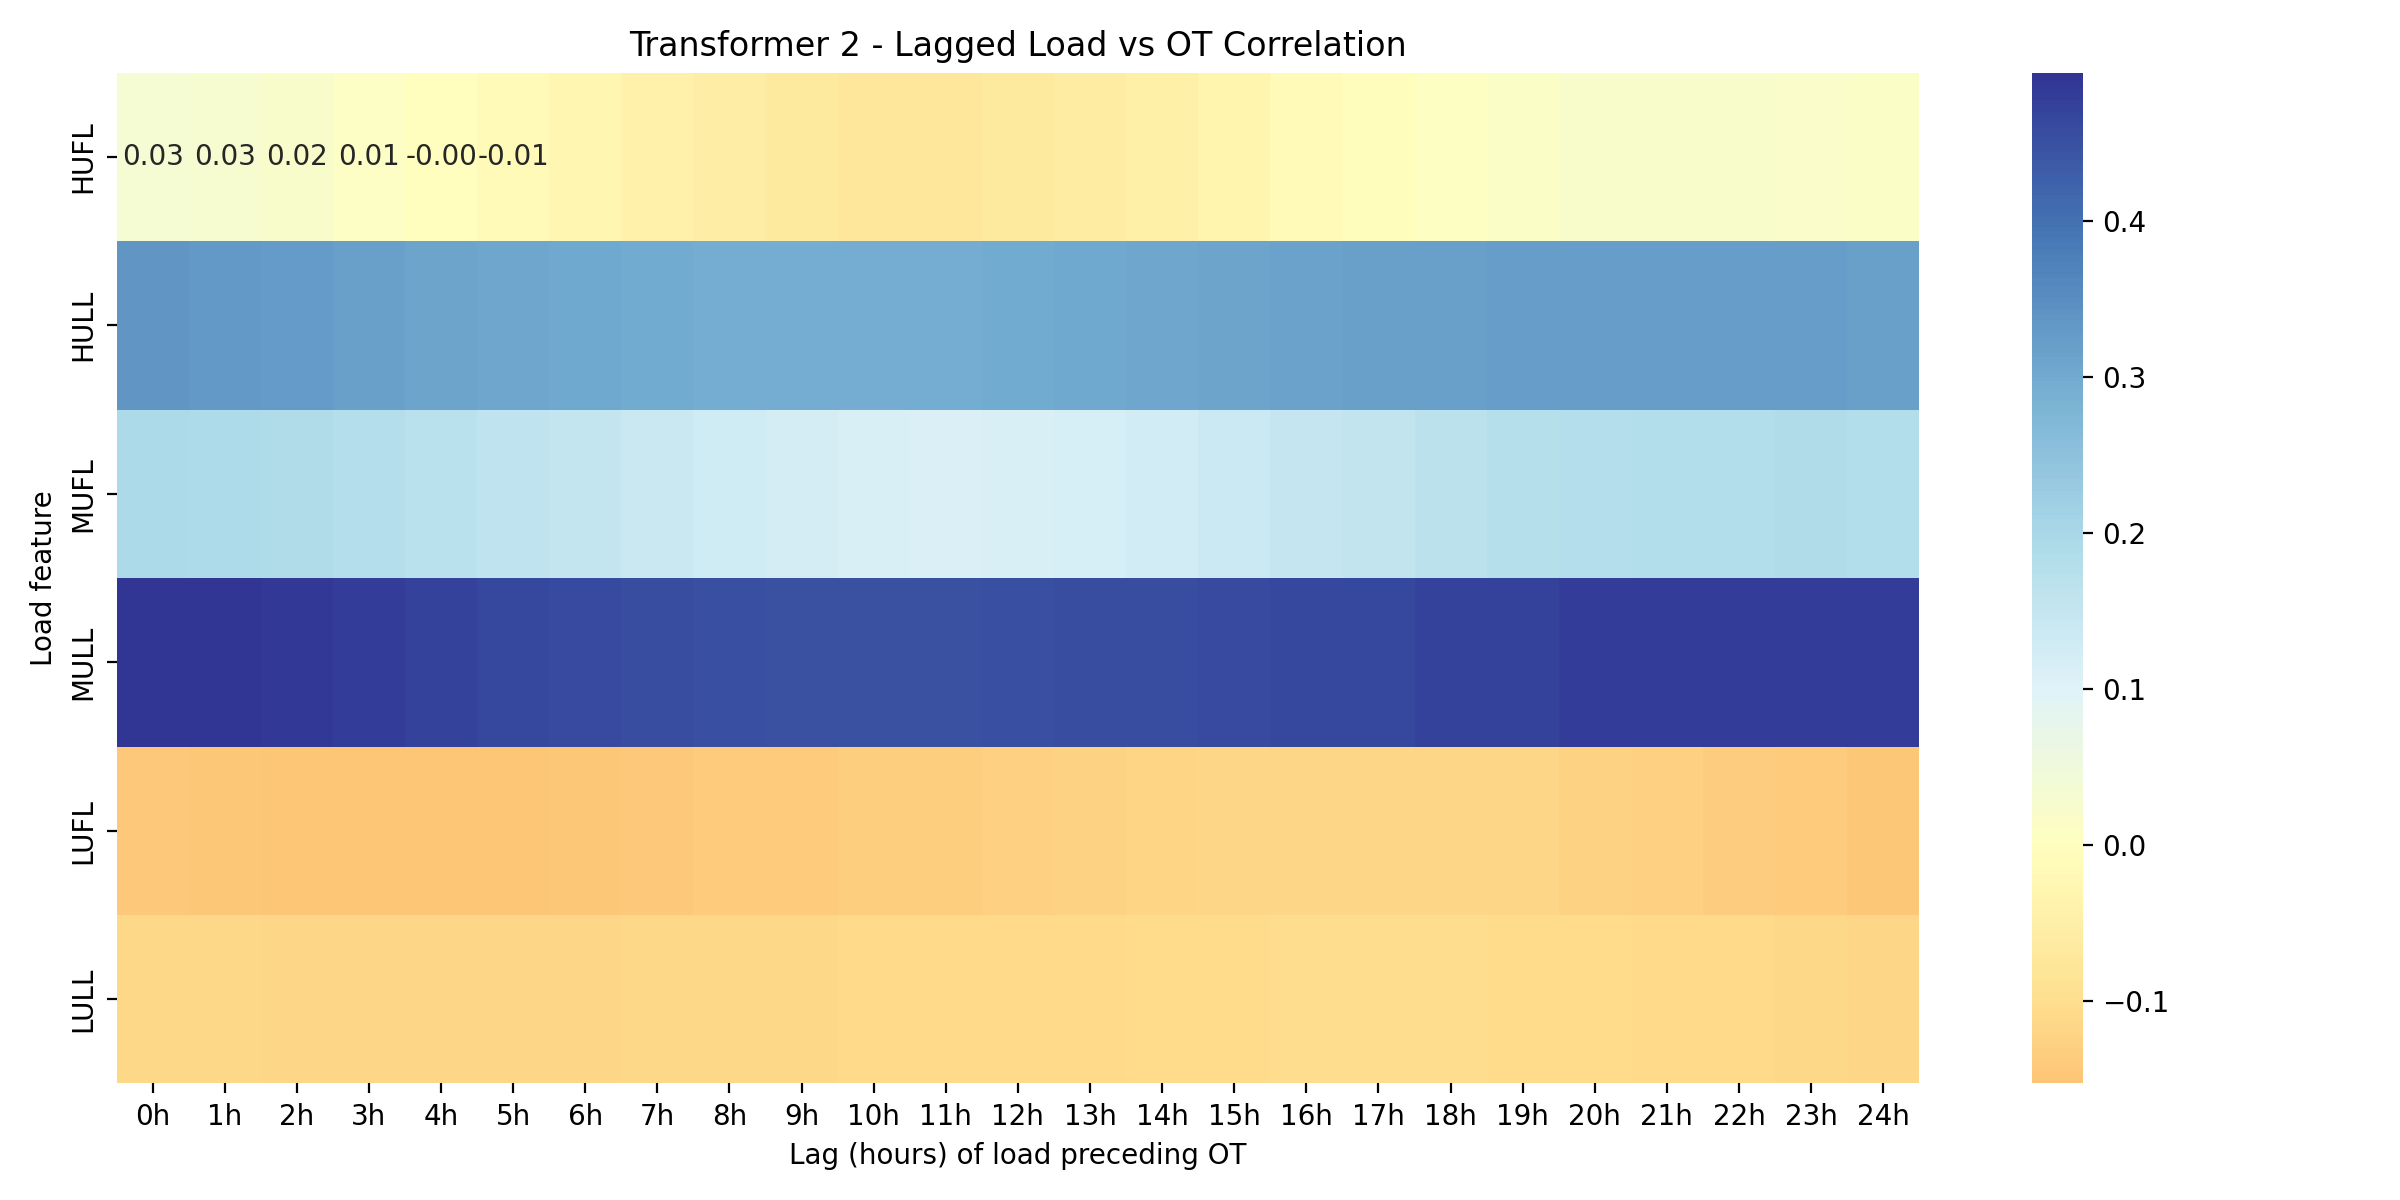 Transformer 2 - Lagged Load vs OT Correlation
Load feature
HUFL
0.03 0.03 0.02 0.01 -0.00 -0.01
HULL
MUFL
MULL
LUFL
LULL
0h 1h 2h 3h 4h 5h 6h 7h 8h 9h 10h 11h 12h 13h 14h 15h 16h 17h 18h 19h 20h 21h 22h 23h 24h
Lag (hours) of load preceding OT
0.4
0.3
0.2
0.1
0.0
−0.1